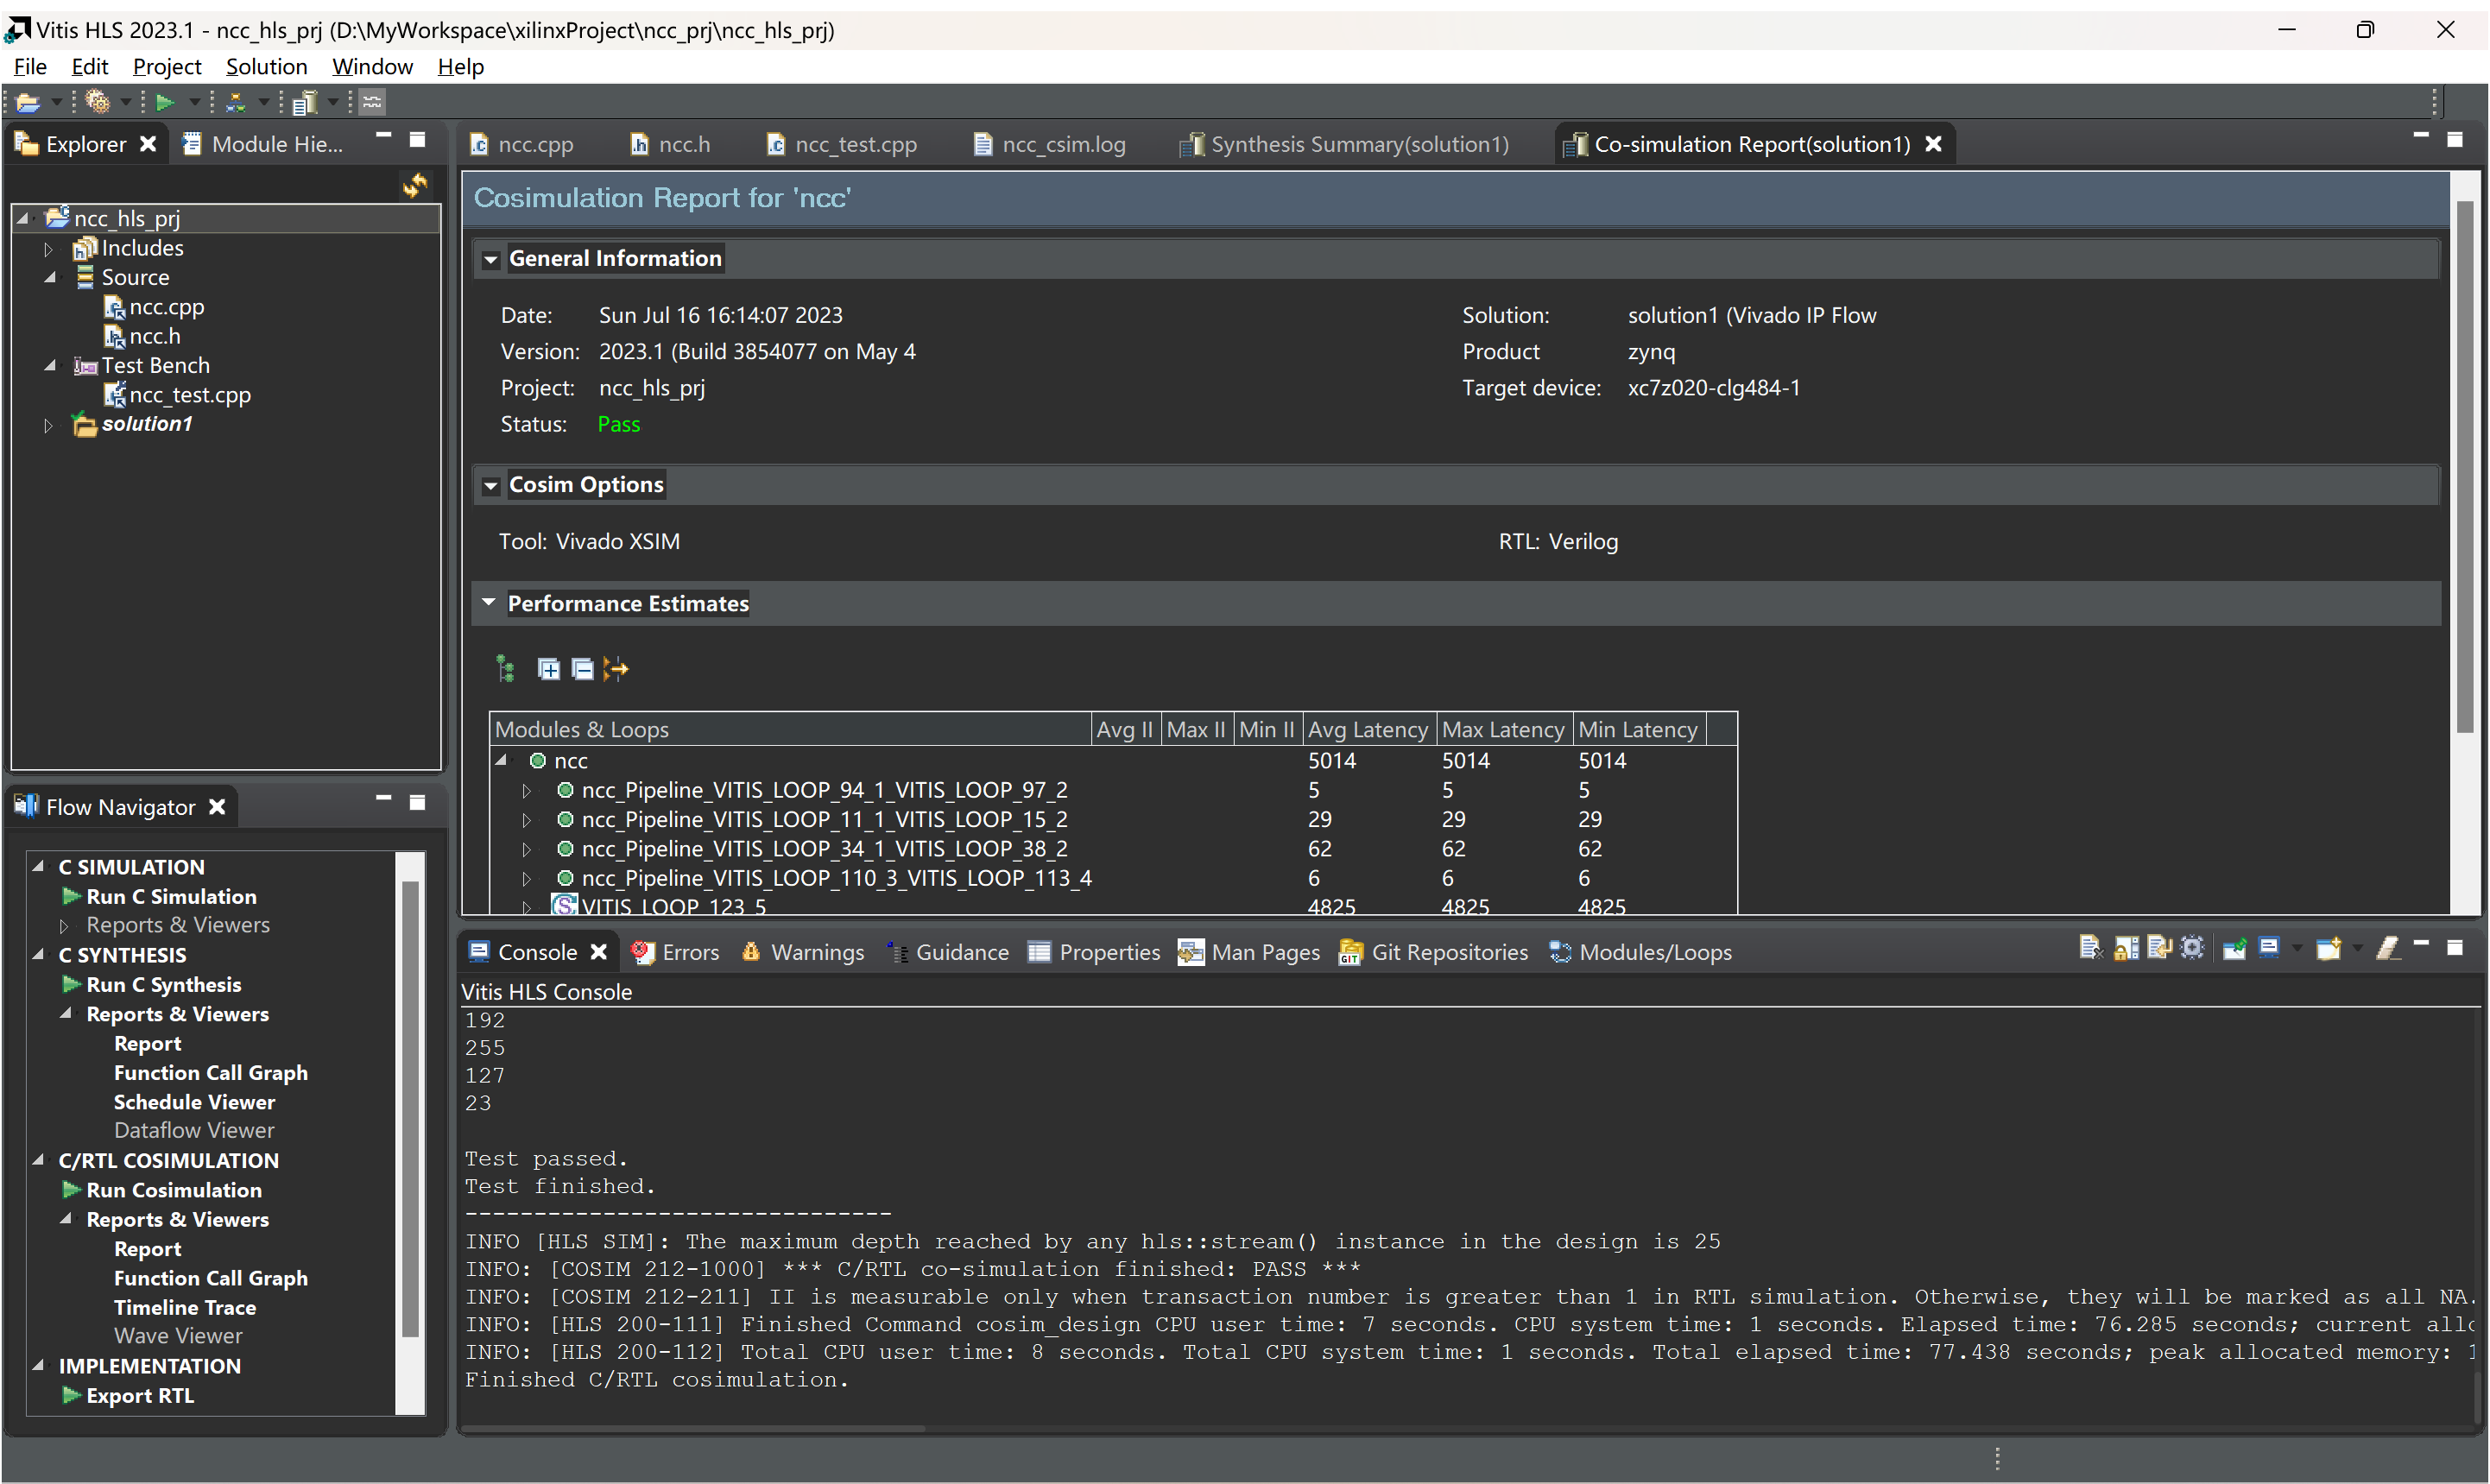 Vitis HLS 2023.1 - ncc_hls_prj (D:\MyWorkspace\xilinxProject\ncc_prj\ncc_hls_prj)
File Edit Project Solution Window Help
Explorer Module Hie...
ncc_hls_prj
Includes
Source
ncc.cpp
ncc.h
Test Bench
ncc_test.cpp
solution1
Flow Navigator
C SIMULATION
Run C Simulation
Reports & Viewers
C SYNTHESIS
Run C Synthesis
Reports & Viewers
Report
Function Call Graph
Schedule Viewer
Dataflow Viewer
C/RTL COSIMULATION
Run Cosimulation
Reports & Viewers
Report
Function Call Graph
Timeline Trace
Wave Viewer
IMPLEMENTATION
Export RTL
ncc.cpp ncc.h ncc_test.cpp ncc_csim.log Synthesis Summary(solution1) Co-simulation Report(solution1)
Cosimulation Report for 'ncc'
General Information
Date: Sun Jul 16 16:14:07 2023 Solution: solution1 (Vivado IP Flow
Version: 2023.1 (Build 3854077 on May 4 Product zynq
Project: ncc_hls_prj Target device: xc7z020-clg484-1
Status: Pass
Cosim Options
Tool: Vivado XSIM RTL: Verilog
Performance Estimates
Modules & Loops Avg II Max II Min II Avg Latency Max Latency Min Latency
ncc 5014 5014 5014
ncc_Pipeline_VITIS_LOOP_94_1_VITIS_LOOP_97_2 5 5 5
ncc_Pipeline_VITIS_LOOP_11_1_VITIS_LOOP_15_2 29 29 29
ncc_Pipeline_VITIS_LOOP_34_1_VITIS_LOOP_38_2 62 62 62
ncc_Pipeline_VITIS_LOOP_110_3_VITIS_LOOP_113_4 6 6 6
VITIS_LOOP_123_5 4825 4825 4825
Console Errors Warnings Guidance Properties Man Pages Git Repositories Modules/Loops
Vitis HLS Console
192
255
127
23
Test passed.
Test finished.
-------------------------------
INFO [HLS SIM]: The maximum depth reached by any hls::stream() instance in the design is 25
INFO: [COSIM 212-1000] *** C/RTL co-simulation finished: PASS ***
INFO: [COSIM 212-211] II is measurable only when transaction number is greater than 1 in RTL simulation. Otherwise, they will be marked as all NA.
INFO: [HLS 200-111] Finished Command cosim_design CPU user time: 7 seconds. CPU system time: 1 seconds. Elapsed time: 76.285 seconds; current allc
INFO: [HLS 200-112] Total CPU user time: 8 seconds. Total CPU system time: 1 seconds. Total elapsed time: 77.438 seconds; peak allocated memory: 1
Finished C/RTL cosimulation.